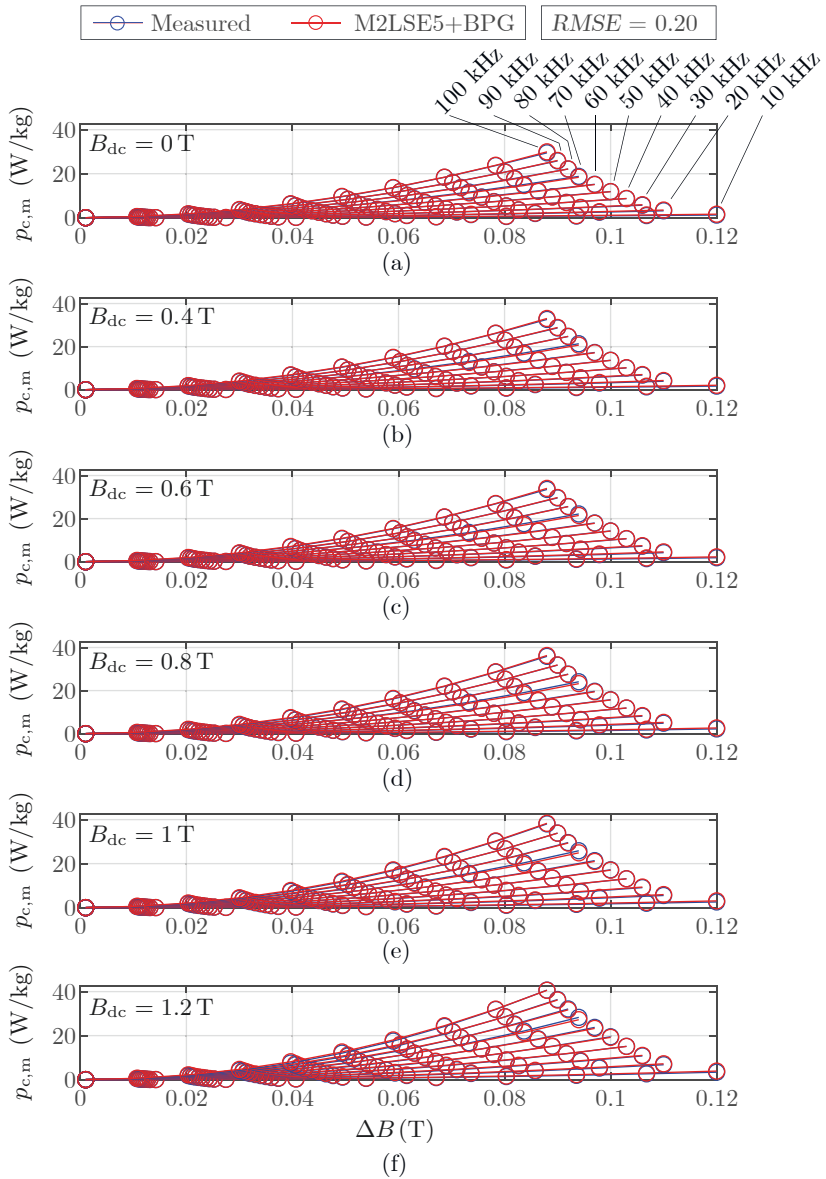 Measured M2LSE5+BPG RMSE = 0.20
100 kHz 90 kHz 80 kHz 70 kHz 60 kHz 50 kHz 40 kHz 30 kHz 20 kHz 10 kHz
B_dc = 0 T
p_c,m (W/kg)
40
20
0
0 0.02 0.04 0.06 0.08 0.1 0.12
(a)
B_dc = 0.4 T
p_c,m (W/kg)
40
20
0
0 0.02 0.04 0.06 0.08 0.1 0.12
(b)
B_dc = 0.6 T
p_c,m (W/kg)
40
20
0
0 0.02 0.04 0.06 0.08 0.1 0.12
(c)
B_dc = 0.8 T
p_c,m (W/kg)
40
20
0
0 0.02 0.04 0.06 0.08 0.1 0.12
(d)
B_dc = 1 T
p_c,m (W/kg)
40
20
0
0 0.02 0.04 0.06 0.08 0.1 0.12
(e)
B_dc = 1.2 T
p_c,m (W/kg)
40
20
0
0 0.02 0.04 0.06 0.08 0.1 0.12
ΔB (T)
(f)